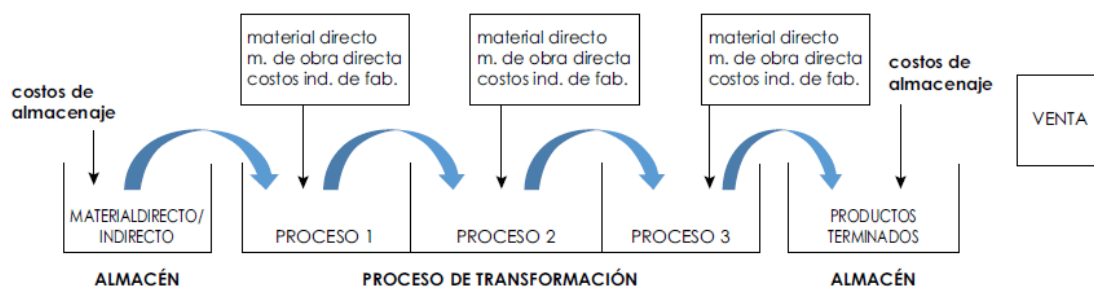 material directo
m. de obra directa
costos ind. de fab.
material directo
m. de obra directa
costos ind. de fab.
material directo
m. de obra directa
costos ind. de fab.
costos de
almacenaje
costos de
almacenaje
VENTA
MATERIALDIRECTO/
INDIRECTO
PROCESO 1
PROCESO 2
PROCESO 3
PRODUCTOS
TERMINADOS
ALMACÉN
PROCESO DE TRANSFORMACIÓN
ALMACÉN